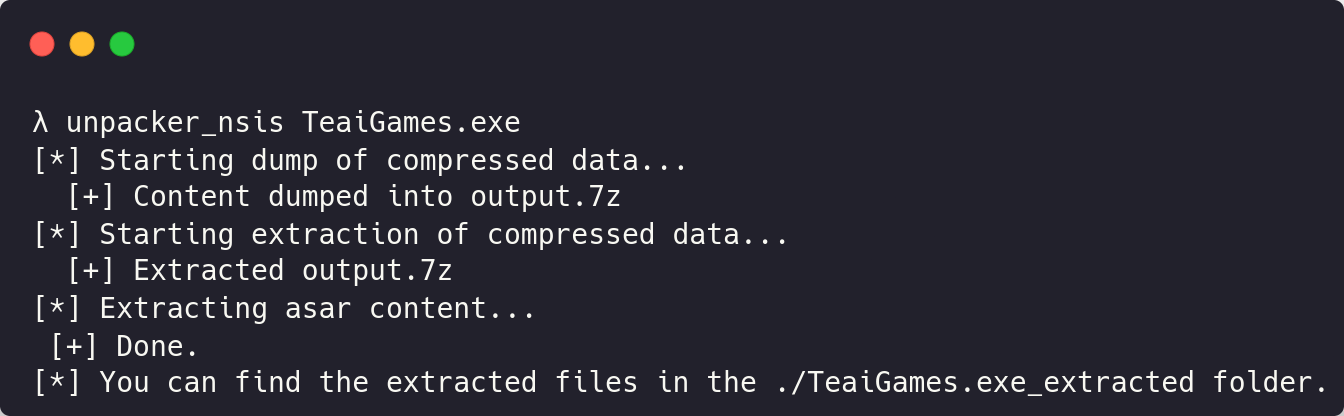 λ unpacker_nsis TeaiGames.exe
[*] Starting dump of compressed data...
[+] Content dumped into output.7z
[*] Starting extraction of compressed data...
[+] Extracted output.7z
[*] Extracting asar content...
[+] Done.
[*] You can find the extracted files in the ./TeaiGames.exe_extracted folder.